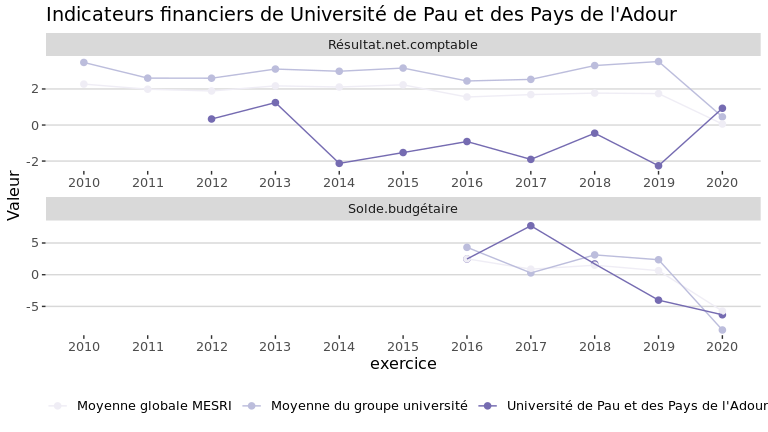 Indicateurs financiers de Université de Pau et des Pays de l'Adour
Résultat.net.comptable
2
0
-2
2010 2011 2012 2013 2014 2015 2016 2017 2018 2019 2020
Valeur
Solde.budgétaire
5
0
-5
2010 2011 2012 2013 2014 2015 2016 2017 2018 2019 2020
exercice
Moyenne globale MESRI Moyenne du groupe université Université de Pau et des Pays de l'Adour